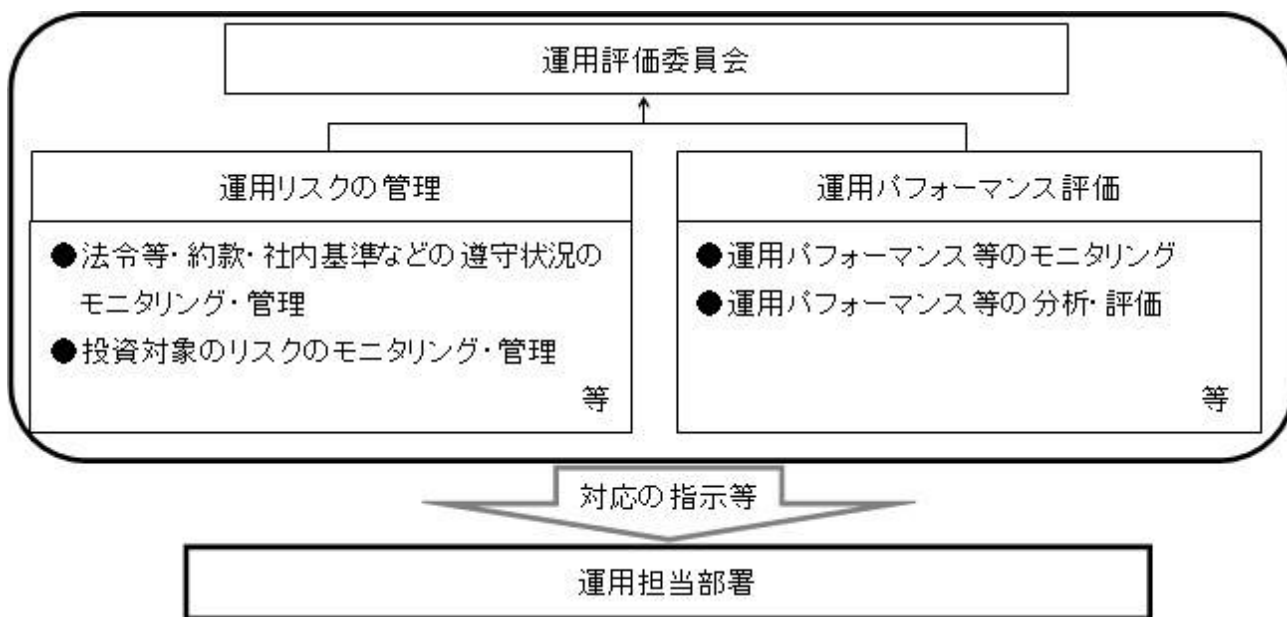 運用評価委員会
運用リスクの管理
●法令等・約款・社内基準などの遵守状況の
モニタリング・管理
●投資対象のリスクのモニタリング・管理
等
運用パフォーマンス評価
●運用パフォーマンス等のモニタリング
●運用パフォーマンス等の分析・評価
等
対応の指示等
運用担当部署